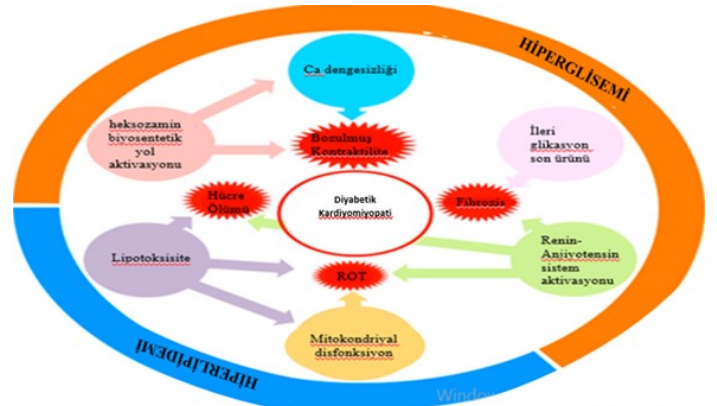 HİPERGLİSEMİ
Ca dengesizliği
heksozamin
biyosentetik
yol
aktivasyonu
Bozulmuş
Kontraktilite
İleri
glikasyon
son ürünü
Hücre
Ölümü
Diyabetik
Kardiyomiyopati
Fibrozis
Lipotoksisite
ROT
Renin-
Anjiyotensin
sistem
aktivasyonu
Mitokondriyal
disfonksiyon
HİPERLİPİDEMİ
Window